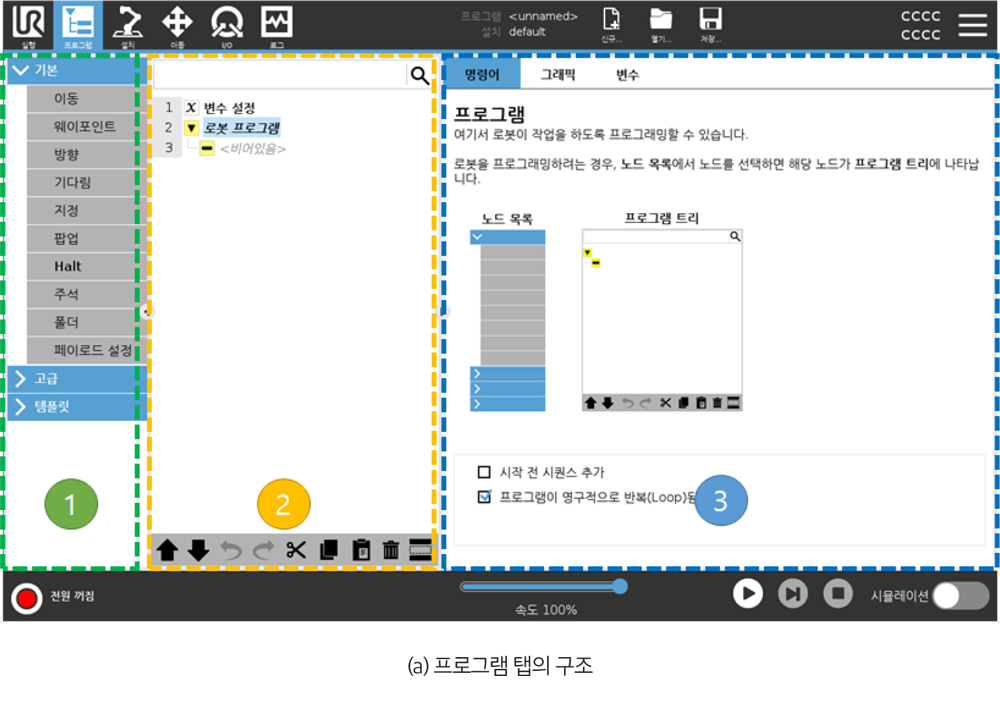 UR
실행
프로그램
설치
이동
I/O
로그
프로그램 <unnamed>
설치 default
신규...
열기...
저장...
CCCC
CCCC
기본
이동
웨이포인트
방향
기다림
지정
팝업
Halt
주석
폴더
페이로드 설정
고급
템플릿
1
1 X 변수 설정
2 로봇 프로그램
3 <비어있음>
2
명령어 그래픽 변수
프로그램
여기서 로봇이 작업을 하도록 프로그래밍할 수 있습니다.
로봇을 프로그래밍하려는 경우, 노드 목록에서 노드를 선택하면 해당 노드가 프로그램 트리에 나타납
니다.
노드 목록
프로그램 트리
시작 전 시퀀스 추가
프로그램이 영구적으로 반복(Loop)됨
3
전원 꺼짐
속도 100%
시뮬레이션
(a) 프로그램 탭의 구조